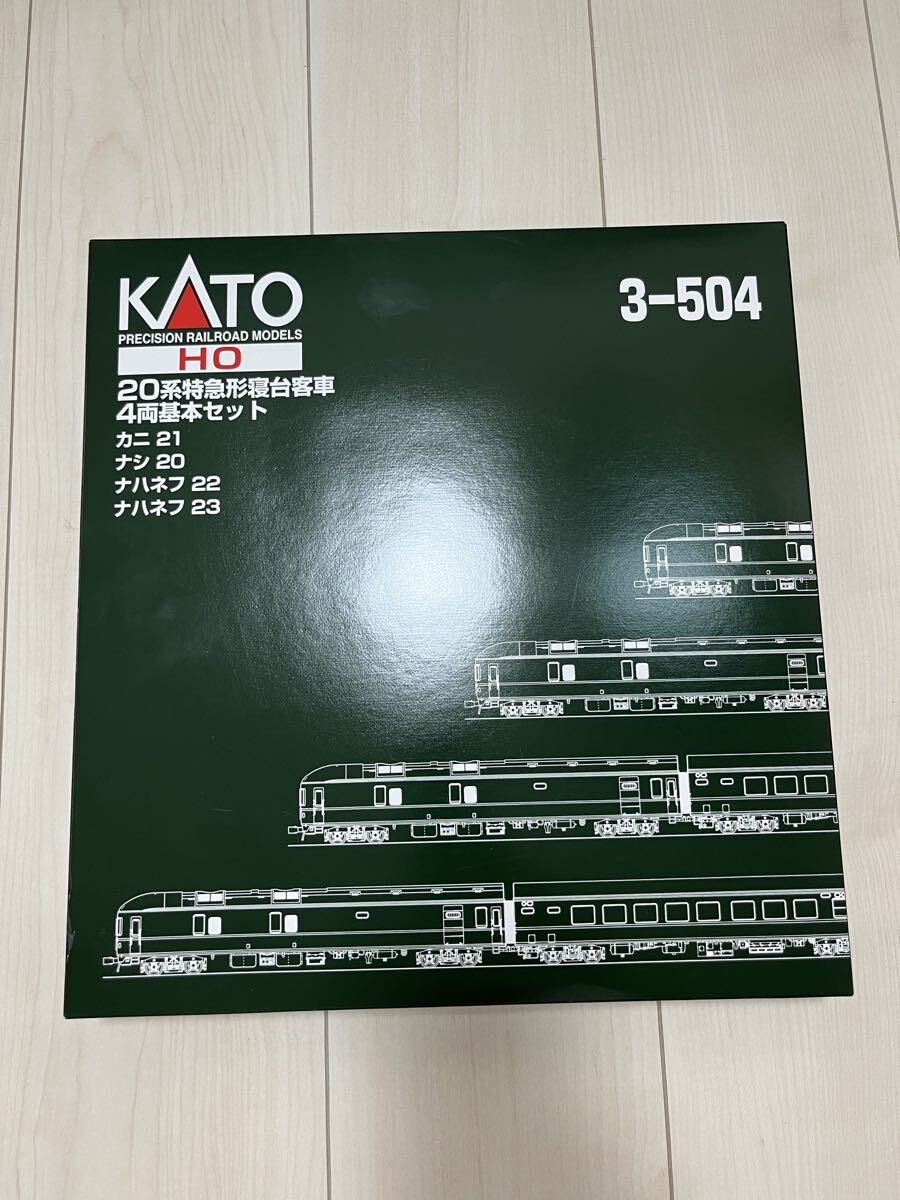 KATO
PRECISION RAILROAD MODELS
HO
3-504
20系特急形寝台客車
4両基本セット
カニ 21
ナシ 20
ナハネフ 22
ナハネフ 23